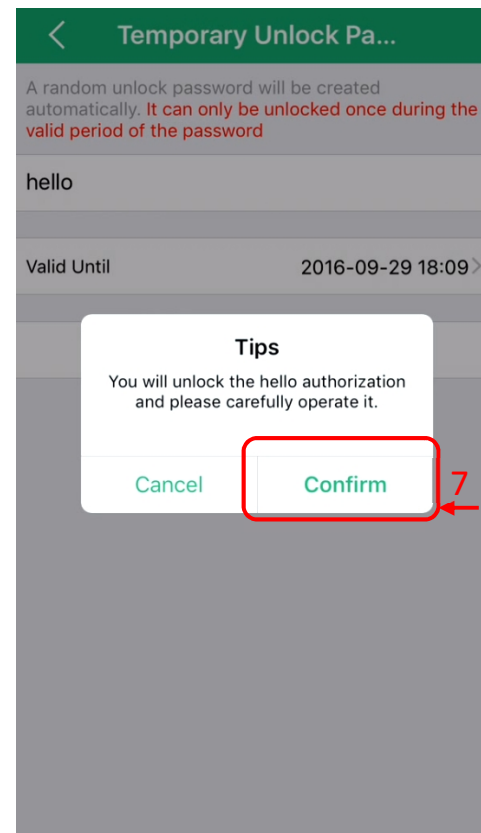 Temporary Unlock Pa...
A random unlock password will be created
automatically. It can only be unlocked once during the
valid period of the password
hello
Valid Until 2016-09-29 18:09
Tips
You will unlock the hello authorization
and please carefully operate it.
Cancel Confirm 7